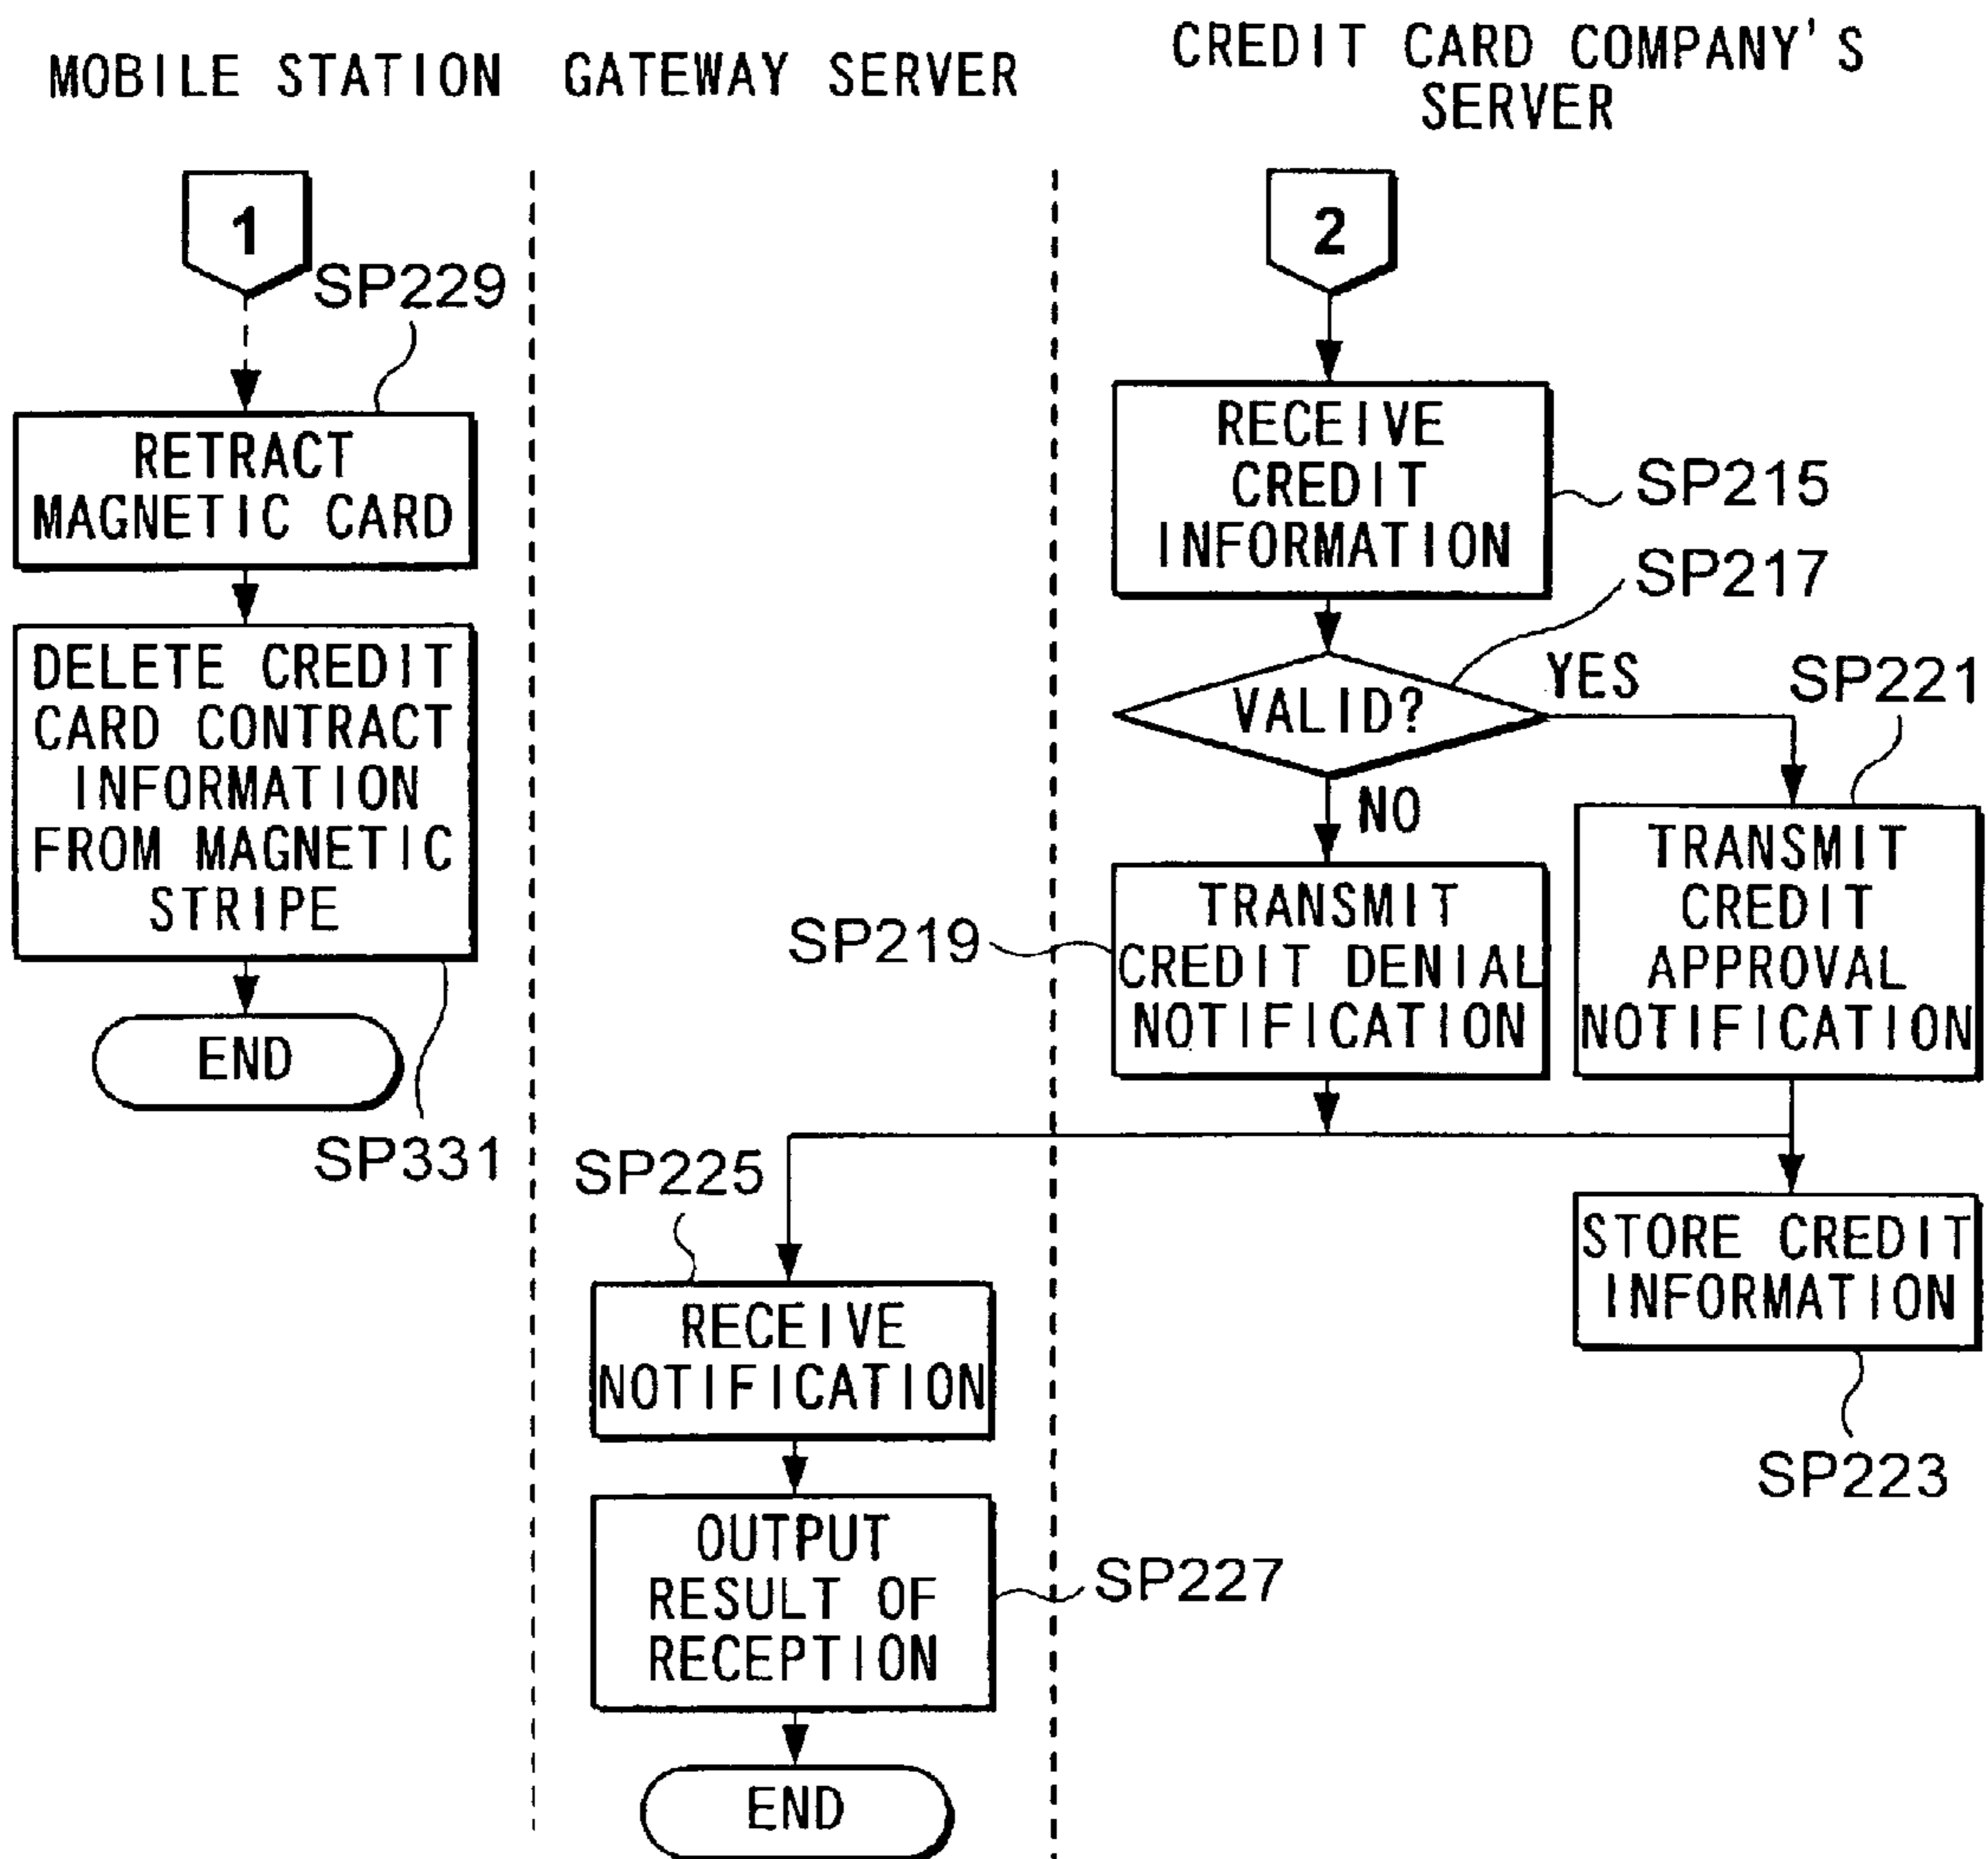 MOBILE STATION
GATEWAY SERVER
CREDIT CARD COMPANY'S
SERVER
1
SP229
RETRACT
MAGNETIC CARD
DELETE CREDIT
CARD CONTRACT
INFORMATION
FROM MAGNETIC
STRIPE
END
SP331
2
RECEIVE
CREDIT
INFORMATION
SP215
SP217
VALID?
YES
SP221
NO
TRANSMIT
CREDIT DENIAL
NOTIFICATION
SP219
TRANSMIT
CREDIT
APPROVAL
NOTIFICATION
SP225
RECEIVE
NOTIFICATION
STORE CREDIT
INFORMATION
SP223
OUTPUT
RESULT OF
RECEPTION
SP227
END